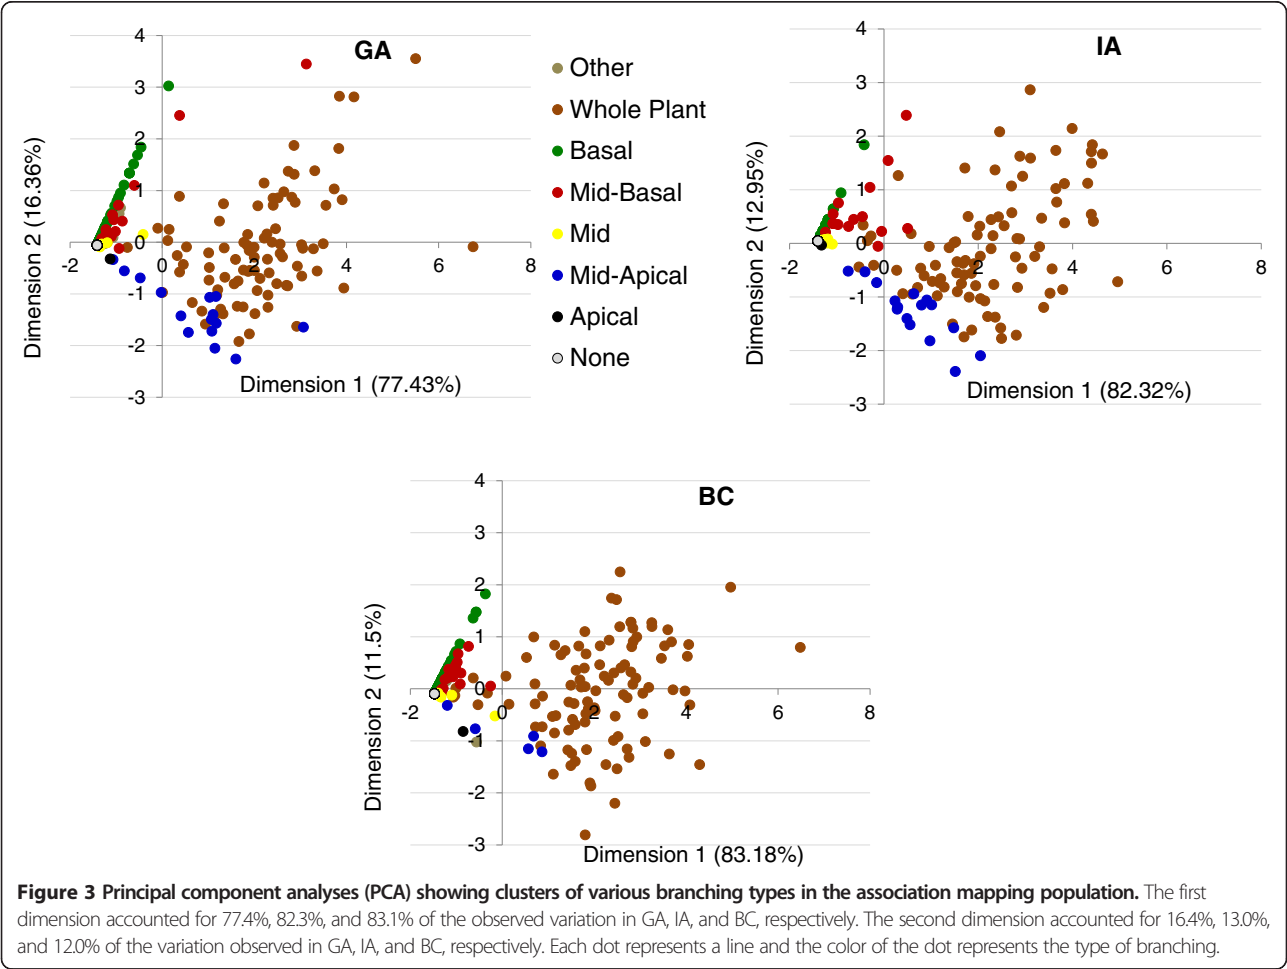 GA
4
3
2
1
0
-1
-2
-3
-2
0
2
4
6
8
Dimension 2 (16.36%)
Dimension 1 (77.43%)
Other
Whole Plant
Basal
Mid-Basal
Mid
Mid-Apical
Apical
None
IA
4
3
2
1
0
-1
-2
-3
-2
0
2
4
6
8
Dimension 2 (12.95%)
Dimension 1 (82.32%)
BC
4
3
2
1
0
-1
-2
-3
-2
0
2
4
6
8
Dimension 2 (11.5%)
Dimension 1 (83.18%)
Figure 3 Principal component analyses (PCA) showing clusters of various branching types in the association mapping population. The first
dimension accounted for 77.4%, 82.3%, and 83.1% of the observed variation in GA, IA, and BC, respectively. The second dimension accounted for 16.4%, 13.0%,
and 12.0% of the variation observed in GA, IA, and BC, respectively. Each dot represents a line and the color of the dot represents the type of branching.